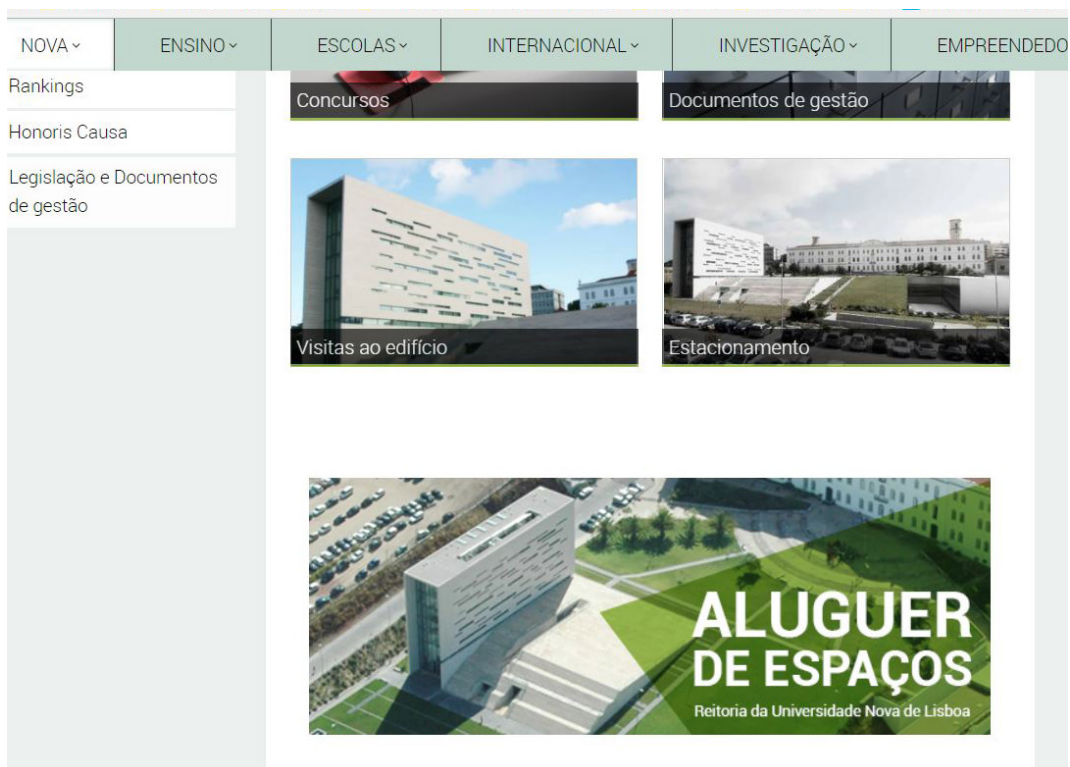 NOVA
ENSINO
ESCOLAS
INTERNACIONAL
INVESTIGAÇÃO
EMPREENDEDO
Rankings
Honoris Causa
Legislação e Documentos
de gestão
Concursos
Documentos de gestão
Visitas ao edifício
Estacionamento
ALUGUER
DE ESPAÇOS
Reitoria da Universidade Nova de Lisboa